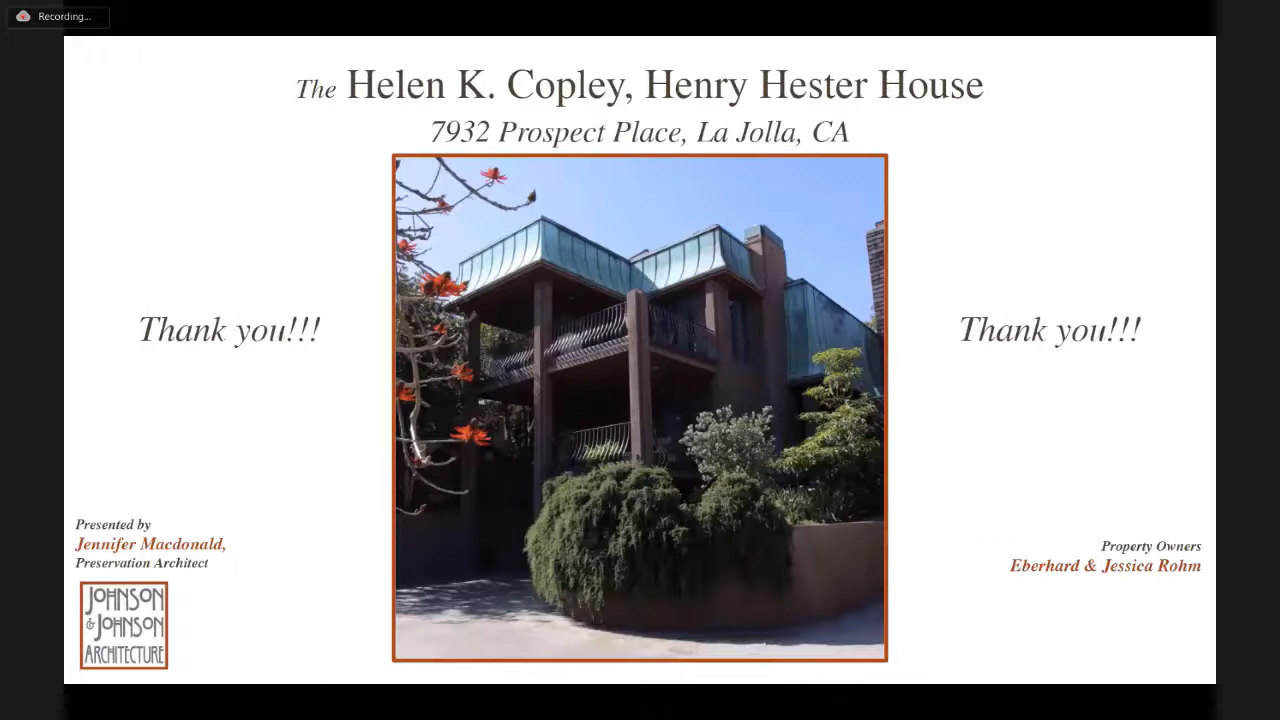 Recording...
The Helen K. Copley, Henry Hester House
7932 Prospect Place, La Jolla, CA
Thank you!!!
Thank you!!!
Presented by
Jennifer Macdonald,
Preservation Architect
JOHNSON
& JOHNSON
ARCHITECTURE
Property Owners
Eberhard & Jessica Rohm